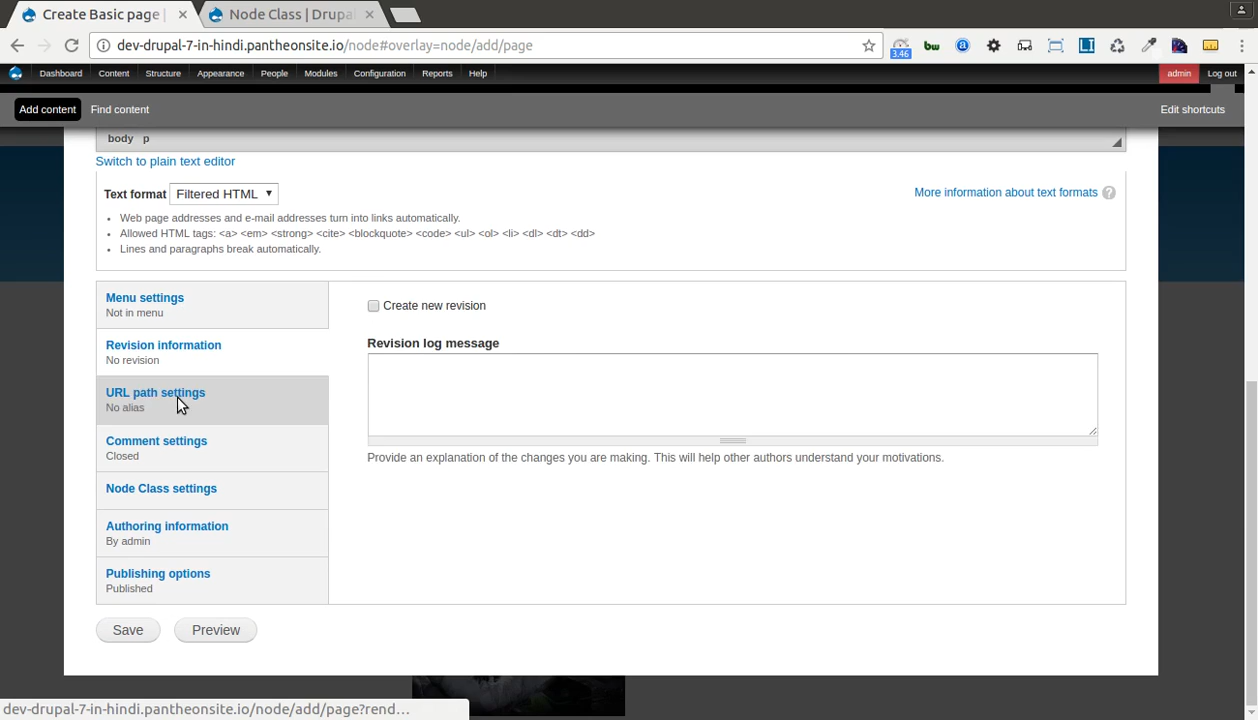 Create Basic page |
Node Class | Drupal
dev-drupal-7-in-hindi.pantheonsite.io/node#overlay=node/add/page
3.46
bw
a
LI
Dashboard Content Structure Appearance People Modules Configuration Reports Help
admin Log out
Add content Find content
Edit shortcuts
body p
Switch to plain text editor
Text format Filtered HTML
More information about text formats ?
Web page addresses and e-mail addresses turn into links automatically.
Allowed HTML tags: <a> <em> <strong> <cite> <blockquote> <code> <ul> <ol> <li> <dl> <dt> <dd>
Lines and paragraphs break automatically.
Menu settings
Not in menu
Revision information
No revision
URL path settings
No alias
Comment settings
Closed
Node Class settings
Authoring information
By admin
Publishing options
Published
Create new revision
Revision log message
Provide an explanation of the changes you are making. This will help other authors understand your motivations.
Save Preview
dev-drupal-7-in-hindi.pantheonsite.io/node/add/page?rend...